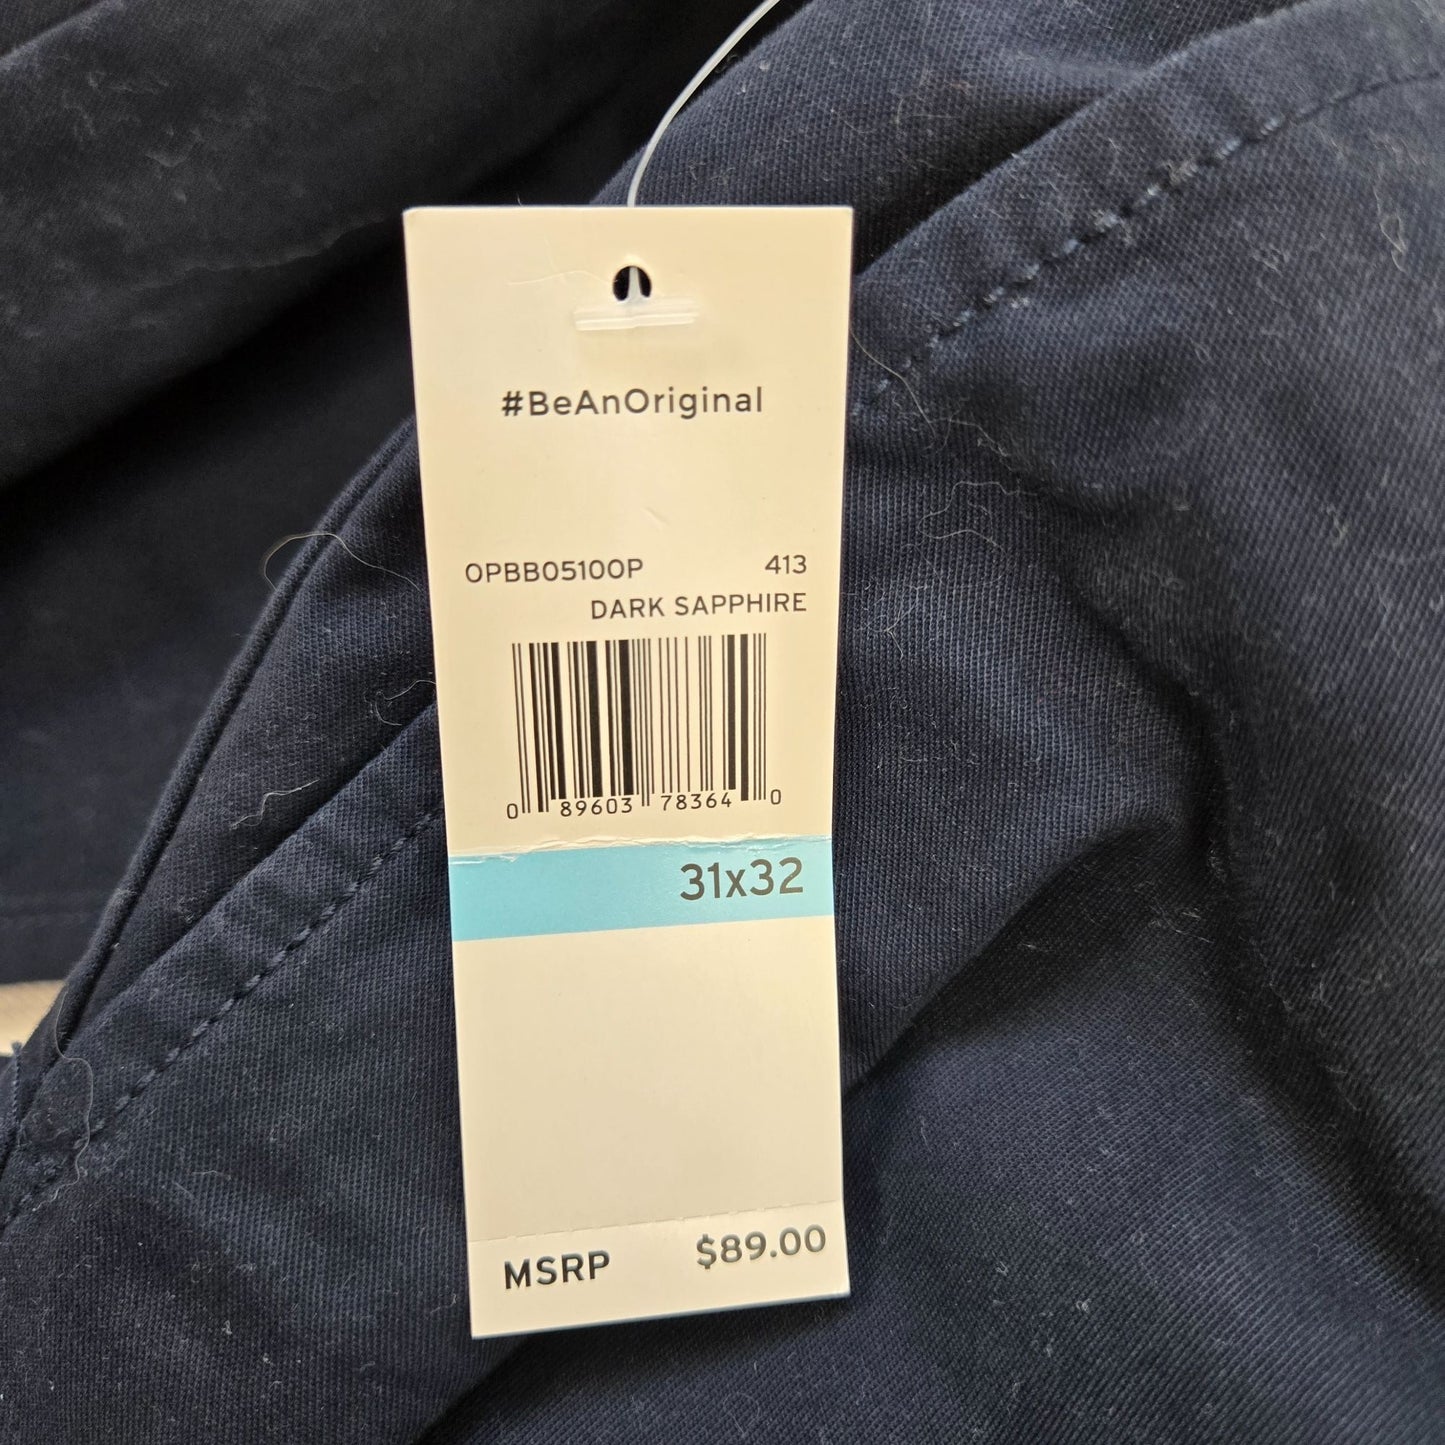 #BeAnOriginal
OPBB05100P 413
DARK SAPPHIRE
0 89603 78364 0
31x32
MSRP $89.00